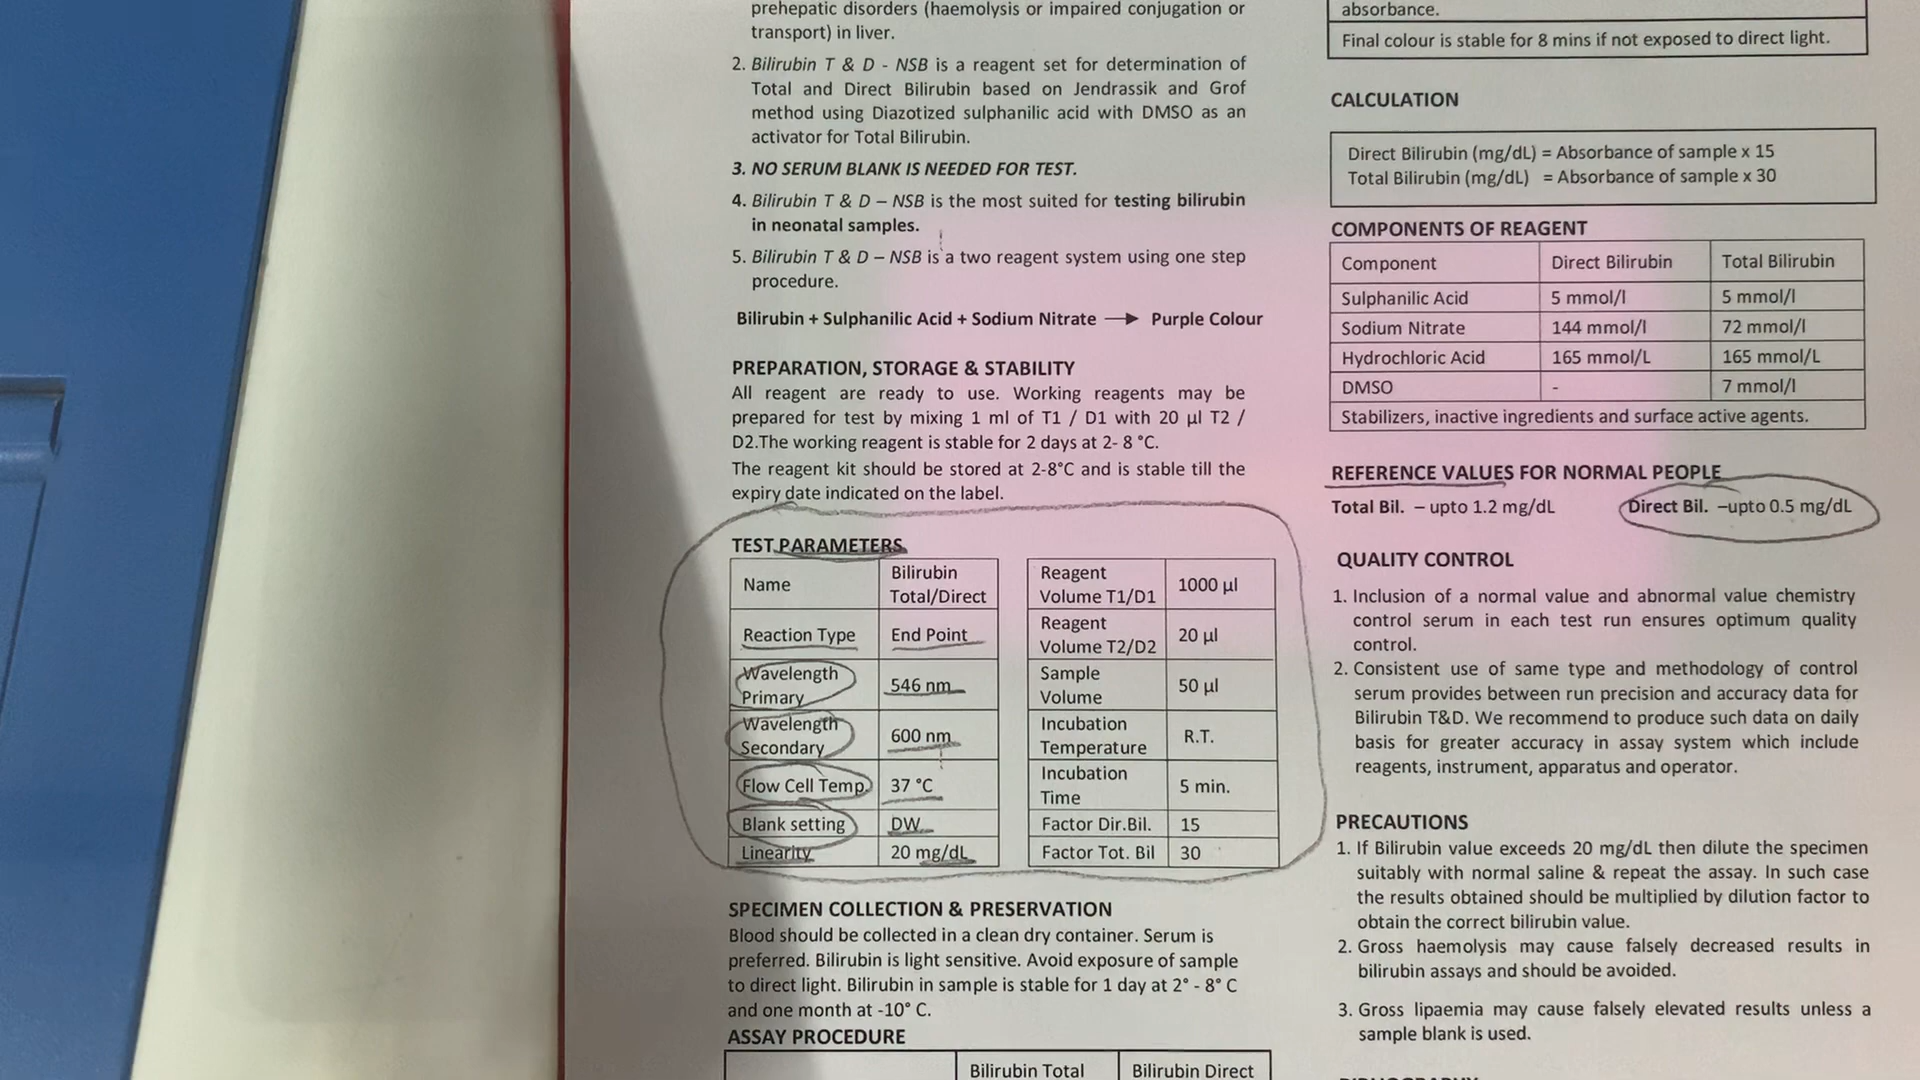 prehepatic disorders (haemolysis or impaired conjugation or
transport) in liver.
2. Bilirubin T & D - NSB is a reagent set for determination of
Total and Direct Bilirubin based on Jendrassik and Grof
method using Diazotized sulphanilic acid with DMSO as an
activator for Total Bilirubin.
3. NO SERUM BLANK IS NEEDED FOR TEST.
4. Bilirubin T & D – NSB is the most suited for testing bilirubin
in neonatal samples.
5. Bilirubin T & D – NSB is a two reagent system using one step
procedure.
Bilirubin + Sulphanilic Acid + Sodium Nitrate → Purple Colour
PREPARATION, STORAGE & STABILITY
All reagent are ready to use. Working reagents may be
prepared for test by mixing 1 ml of T1 / D1 with 20 µl T2 /
D2.The working reagent is stable for 2 days at 2- 8 °C.
The reagent kit should be stored at 2-8°C and is stable till the
expiry date indicated on the label.
TEST PARAMETERS
Name Bilirubin Total/Direct
Reaction Type End Point
Wavelength Primary 546 nm
Wavelength Secondary 600 nm
Flow Cell Temp. 37 °C
Blank setting DW
Linearity 20 mg/dL
Reagent Volume T1/D1 1000 µl
Reagent Volume T2/D2 20 µl
Sample Volume 50 µl
Incubation Temperature R.T.
Incubation Time 5 min.
Factor Dir.Bil. 15
Factor Tot. Bil 30
SPECIMEN COLLECTION & PRESERVATION
Blood should be collected in a clean dry container. Serum is
preferred. Bilirubin is light sensitive. Avoid exposure of sample
to direct light. Bilirubin in sample is stable for 1 day at 2° - 8° C
and one month at -10° C.
ASSAY PROCEDURE
Bilirubin Total Bilirubin Direct
absorbance.
Final colour is stable for 8 mins if not exposed to direct light.
CALCULATION
Direct Bilirubin (mg/dL) = Absorbance of sample x 15
Total Bilirubin (mg/dL) = Absorbance of sample x 30
COMPONENTS OF REAGENT
Component Direct Bilirubin Total Bilirubin
Sulphanilic Acid 5 mmol/l 5 mmol/l
Sodium Nitrate 144 mmol/l 72 mmol/l
Hydrochloric Acid 165 mmol/L 165 mmol/L
DMSO - 7 mmol/l
Stabilizers, inactive ingredients and surface active agents.
REFERENCE VALUES FOR NORMAL PEOPLE
Total Bil. – upto 1.2 mg/dL Direct Bil. –upto 0.5 mg/dL
QUALITY CONTROL
1. Inclusion of a normal value and abnormal value chemistry
control serum in each test run ensures optimum quality
control.
2. Consistent use of same type and methodology of control
serum provides between run precision and accuracy data for
Bilirubin T&D. We recommend to produce such data on daily
basis for greater accuracy in assay system which include
reagents, instrument, apparatus and operator.
PRECAUTIONS
1. If Bilirubin value exceeds 20 mg/dL then dilute the specimen
suitably with normal saline & repeat the assay. In such case
the results obtained should be multiplied by dilution factor to
obtain the correct bilirubin value.
2. Gross haemolysis may cause falsely decreased results in
bilirubin assays and should be avoided.
3. Gross lipaemia may cause falsely elevated results unless a
sample blank is used.